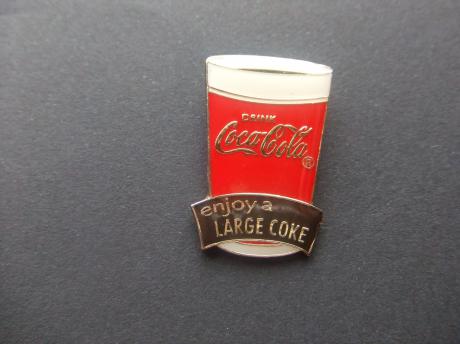 DRINK
Coca-Cola®
enjoy a
LARGE COKE